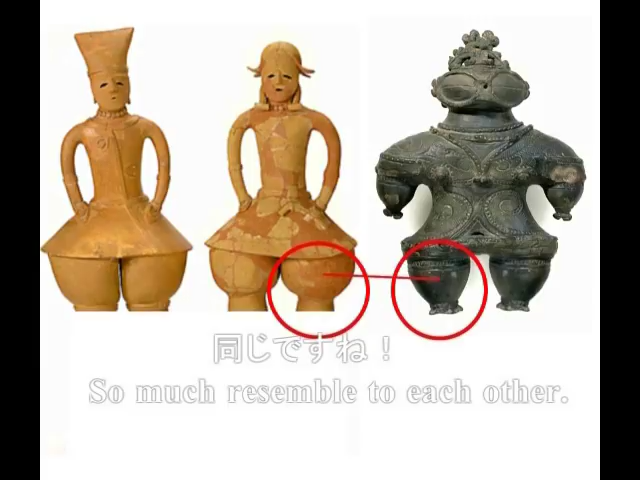 同じですね！
So much resemble to each other.